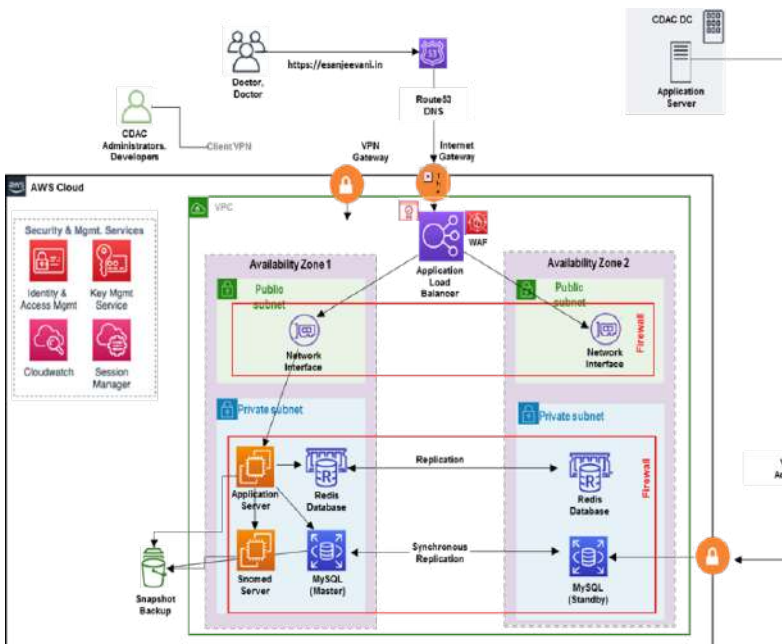 CDAC DC
Application
Server
Doctor,
Doctor
https://esanjeevani.in
53
Route53
DNS
CDAC
Administrators,
Developers
Client VPN
VPN
Gateway
Internet
Gateway
aws
AWS Cloud
VPC
WAF
Application
Load
Balancer
Security & Mgmt. Services
Identity &
Access Mgmt
Key Mgmt
Service
Cloudwatch
Session
Manager
Availability Zone 1
Public
subnet
Network
Interface
Availability Zone 2
Public
subnet
Network
Interface
Firewall
Private subnet
Application
Server
R
Redis
Database
Replication
Private subnet
R
Redis
Database
Firewall
Snomed
Server
MySQL
(Master)
Synchronous
Replication
MySQL
(Standby)
Snapshot
Backup